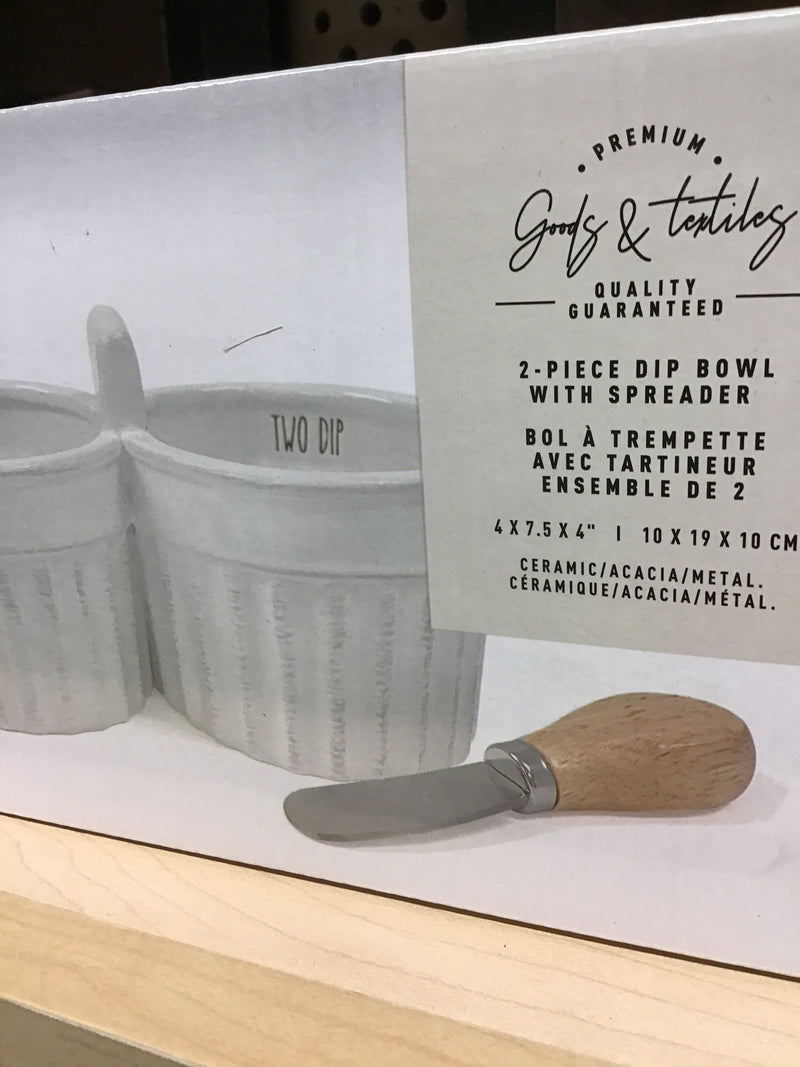 • PREMIUM •
Goods & textiles
QUALITY
GUARANTEED
2-PIECE DIP BOWL
WITH SPREADER
BOL À TREMPETTE
AVEC TARTINEUR
ENSEMBLE DE 2
4 X 7.5 X 4" | 10 X 19 X 10 CM
CERAMIC/ACACIA/METAL.
CÉRAMIQUE/ACACIA/MÉTAL.
TWO DIP